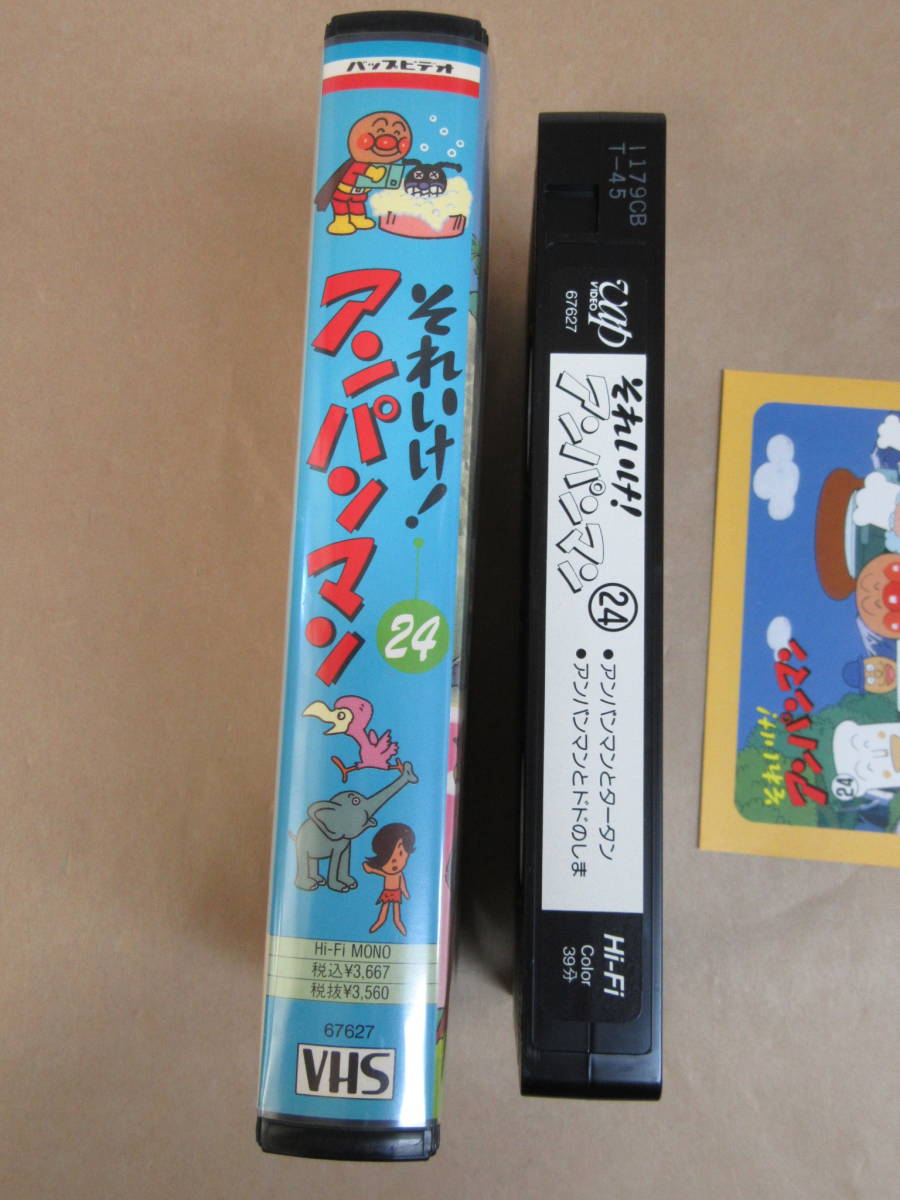 バップビデオ
それいけ!
アンパンマン
24
Hi-Fi MONO
税込¥3,667
税抜¥3,560
67627
VHS
1179CB
T-45
Vap
VIDEO
67627
それいけ!
アンパンマン
24
● アンパンマンとターザン
● アンパンマンとドドのしま
Hi-Fi
Color
39分
それいけ!
アンパンマン
24